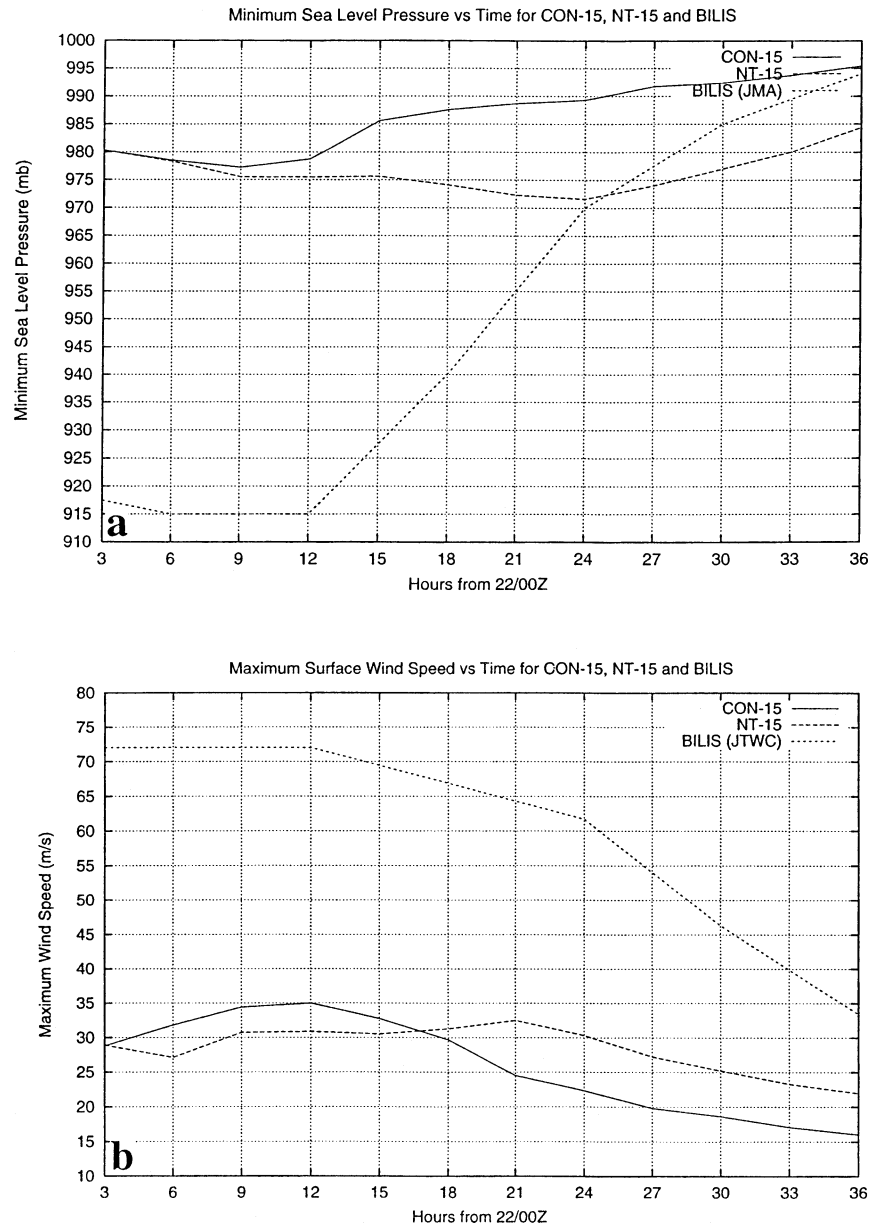 Minimum Sea Level Pressure vs Time for CON-15, NT-15 and BILIS
1000
995
990
985
980
975
970
965
960
955
950
945
940
935
930
925
920
915
910
Minimum Sea Level Pressure (mb)
CON-15
NT-15
BILIS (JMA)
a
3 6 9 12 15 18 21 24 27 30 33 36
Hours from 22/00Z
Maximum Surface Wind Speed vs Time for CON-15, NT-15 and BILIS
80
75
70
65
60
55
50
45
40
35
30
25
20
15
10
Maximum Wind Speed (m/s)
CON-15
NT-15
BILIS (JTWC)
b
3 6 9 12 15 18 21 24 27 30 33 36
Hours from 22/00Z